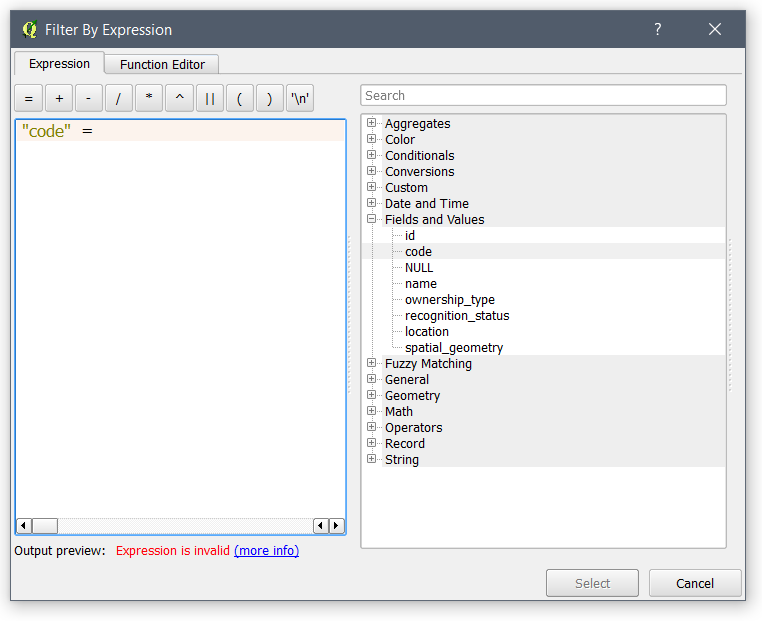 Filter By Expression
Expression Function Editor
= + - / * ^ || ( ) '\n'
Search
"code" =
Aggregates
Color
Conditionals
Conversions
Custom
Date and Time
Fields and Values
id
code
NULL
name
ownership_type
recognition_status
location
spatial_geometry
Fuzzy Matching
General
Geometry
Math
Operators
Record
String
Output preview: Expression is invalid (more info)
Select Cancel